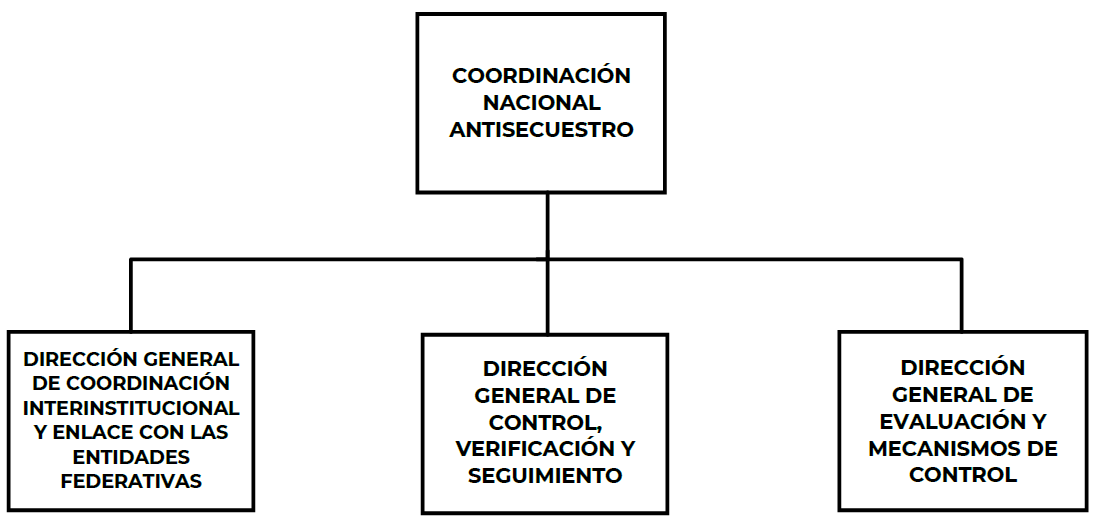 COORDINACIÓN
NACIONAL
ANTISECUESTRO
DIRECCIÓN GENERAL
DE COORDINACIÓN
INTERINSTITUCIONAL
Y ENLACE CON LAS
ENTIDADES
FEDERATIVAS
DIRECCIÓN
GENERAL DE
CONTROL,
VERIFICACIÓN Y
SEGUIMIENTO
DIRECCIÓN
GENERAL DE
EVALUACIÓN Y
MECANISMOS DE
CONTROL